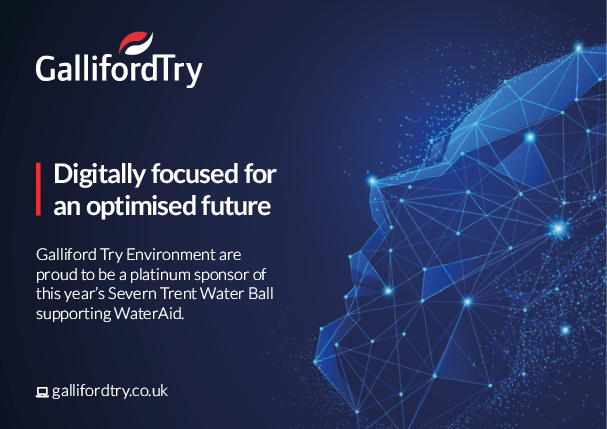 GallifordTry
Digitally focused for
an optimised future
Galliford Try Environment are
proud to be a platinum sponsor of
this year's Severn Trent Water Ball
supporting WaterAid.
gallifordtry.co.uk